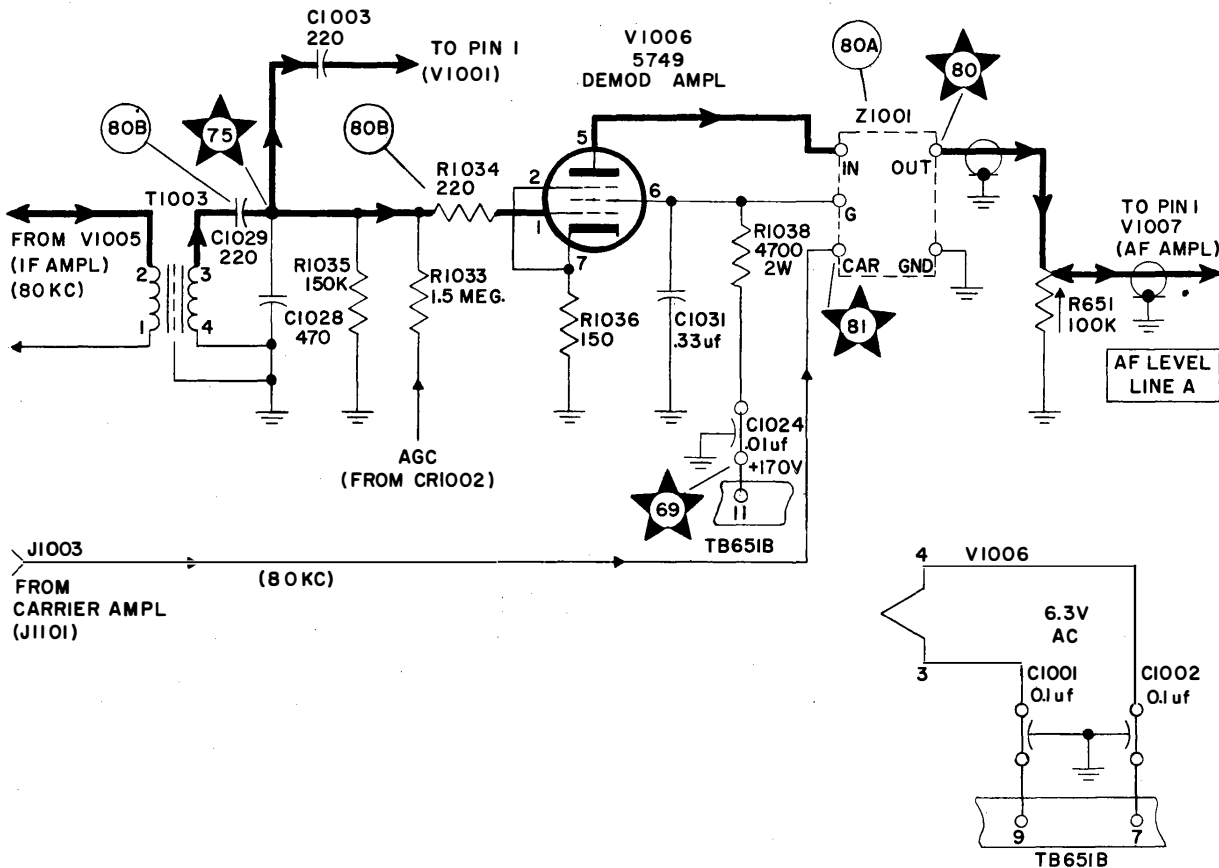 C1003
220
TO PIN 1
(V1001)
V1006
5749
DEMOD AMPL
80A
80
80B
75
80B
Z1001
IN
OUT
G
CAR
GND
T1003
C1029
220
R1034
220
5
2
6
1
7
FROM V1005
(IF AMPL)
(80 KC)
2
3
1
4
C1028
470
R1035
150K
R1033
1.5 MEG.
R1036
150
C1031
.33uf
R1038
4700
2W
81
TO PIN 1
V1007
(AF AMPL)
R651
100K
AF LEVEL
LINE A
AGC
(FROM CR1002)
C1024
.01uf
+170V
69
11
TB651B
J1003
(80KC)
FROM
CARRIER AMPL
(J1101)
4
V1006
6.3V
AC
3
C1001
0.1uf
C1002
0.1uf
9
7
TB651B